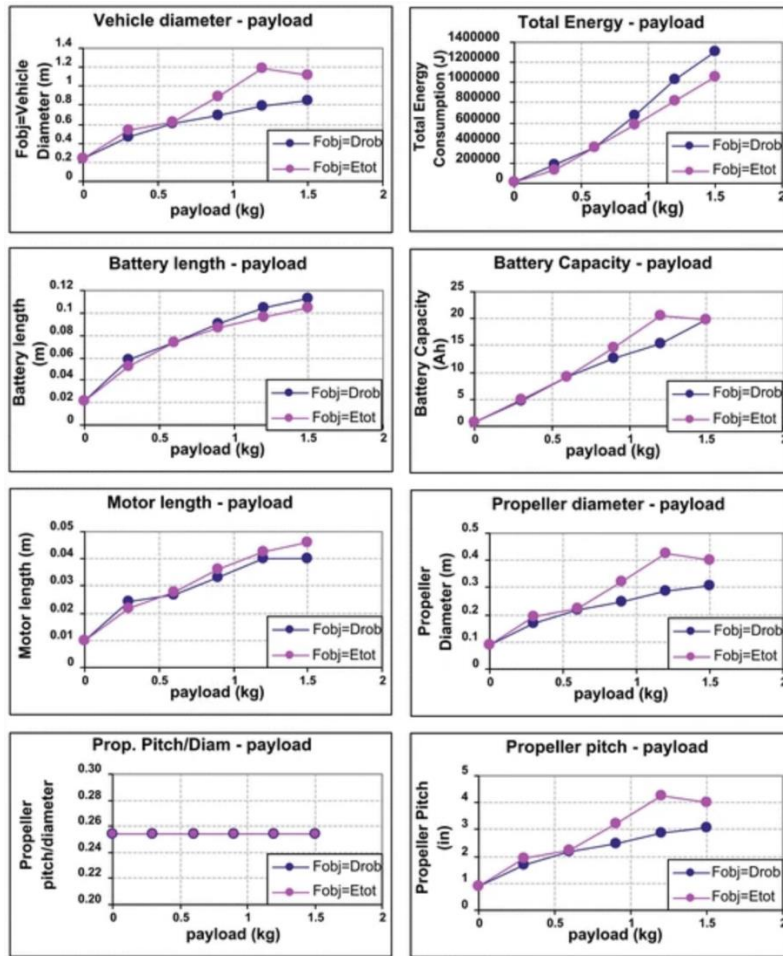 Vehicle diameter - payload
Fobj=Vehicle
Diameter (m)
1.4
1.2
1
0.8
0.6
0.4
0.2
0
0
0.5
1
1.5
2
payload (kg)
Fobj=Drob
Fobj=Etot
Total Energy - payload
Total Energy
Consumption (J)
1400000
1200000
1000000
800000
600000
400000
200000
0
0
0.5
1
1.5
2
payload (kg)
Fobj=Drob
Fobj=Etot
Battery length - payload
Battery length
(m)
0.12
0.1
0.08
0.06
0.04
0.02
0
0
0.5
1
1.5
2
payload (kg)
Fobj=Drob
Fobj=Etot
Battery Capacity - payload
Battery Capacity
(Ah)
25
20
15
10
5
0
0
0.5
1
1.5
2
payload (kg)
Fobj=Drob
Fobj=Etot
Motor length - payload
Motor length (m)
0.05
0.04
0.03
0.02
0.01
0
0
0.5
1
1.5
2
payload (kg)
Fobj=Drob
Fobj=Etot
Propeller diameter - payload
Propeller
Diameter (m)
0.5
0.4
0.3
0.2
0.1
0
0
0.5
1
1.5
2
payload (kg)
Fobj=Drob
Fobj=Etot
Prop. Pitch/Diam - payload
Propeller
pitch/diameter
0.30
0.28
0.26
0.24
0.22
0.20
0
0.5
1
1.5
2
payload (kg)
Fobj=Drob
Fobj=Etot
Propeller pitch - payload
Propeller Pitch
(in)
5
4
3
2
1
0
0
0.5
1
1.5
2
payload (kg)
Fobj=Drob
Fobj=Etot